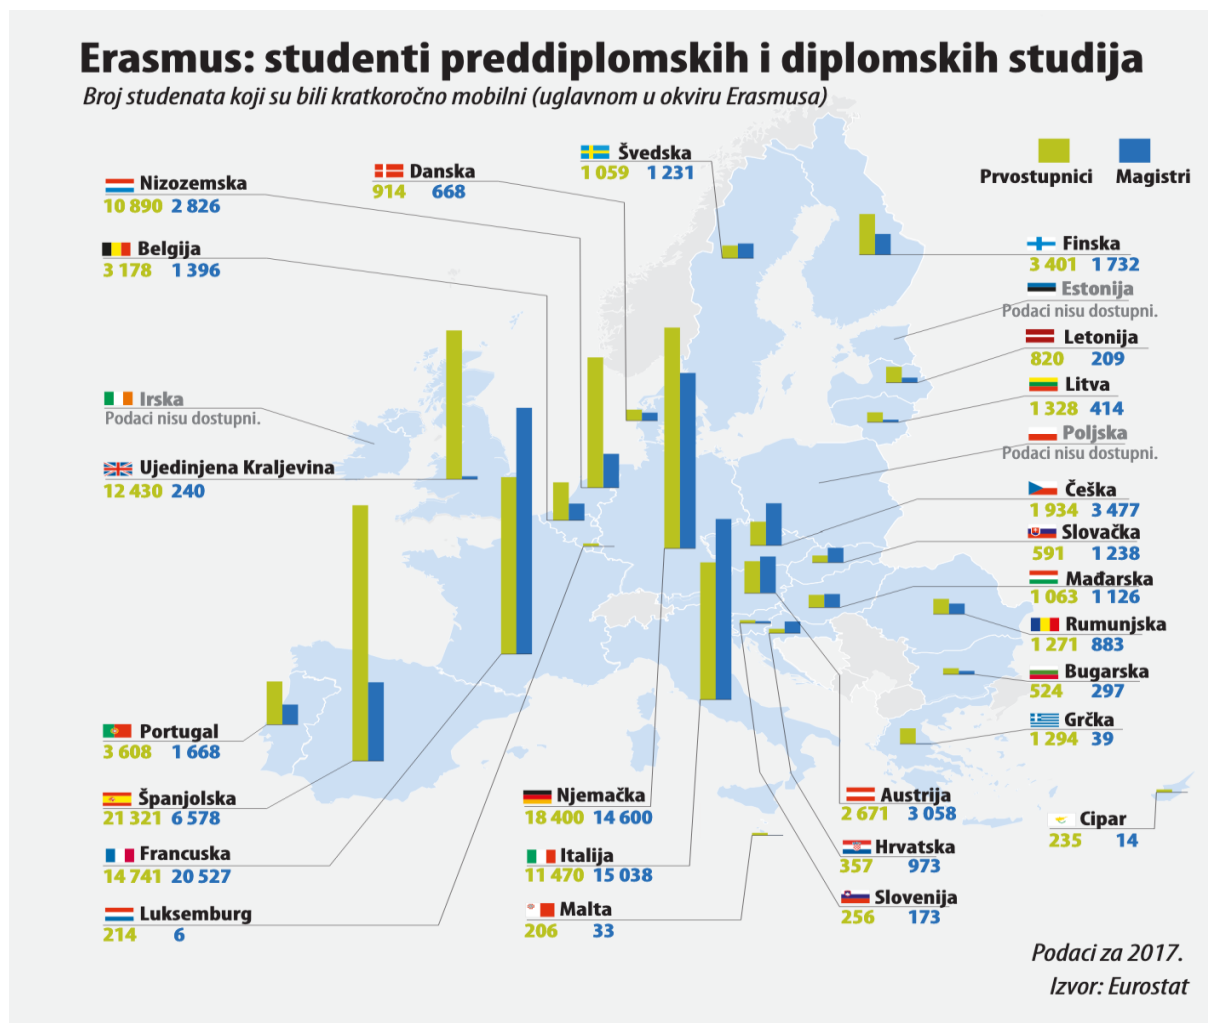 Erasmus: studenti preddiplomskih i diplomskih studija
Broj studenata koji su bili kratkoročno mobilni (uglavnom u okviru Erasmusa)
Prvostupnici Magistri
Nizozemska
10 890 2 826
Belgija
3 178 1 396
Danska
914 668
Švedska
1 059 1 231
Irska
Podaci nisu dostupni.
Ujedinjena Kraljevina
12 430 240
Portugal
3 608 1 668
Španjolska
21 321 6 578
Francuska
14 741 20 527
Luksemburg
214 6
Njemačka
18 400 14 600
Italija
11 470 15 038
Malta
206 33
Finska
3 401 1 732
Estonija
Podaci nisu dostupni.
Letonija
820 209
Litva
1 328 414
Poljska
Podaci nisu dostupni.
Češka
1 934 3 477
Slovačka
591 1 238
Mađarska
1 063 1 126
Rumunjska
1 271 883
Bugarska
524 297
Grčka
1 294 39
Austrija
2 671 3 058
Hrvatska
357 973
Slovenija
256 173
Cipar
235 14
Podaci za 2017.
Izvor: Eurostat